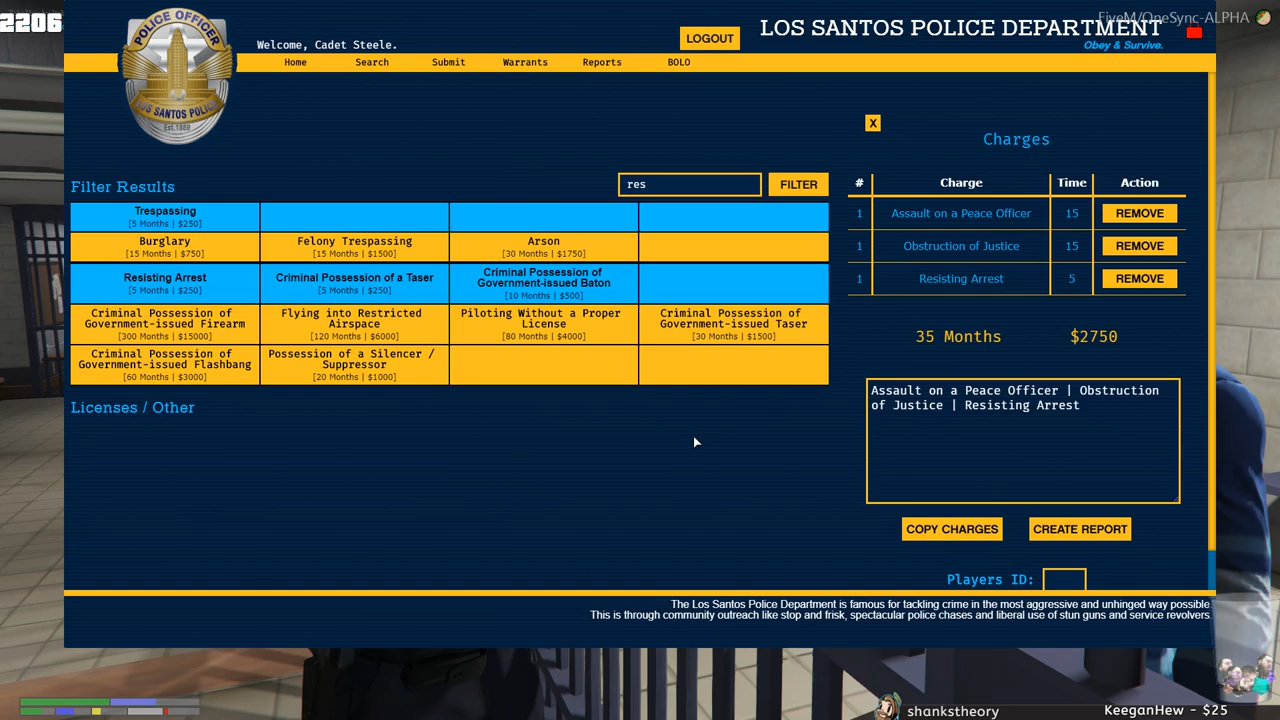 2206
POLICE OFFICER
LOS SANTOS POLICE
Est.1880
Welcome, Cadet Steele.
LOGOUT
LOS SANTOS POLICE DEPARTMENT
FiveM/OneSync-ALPHA
Obey & Survive.
Home Search Submit Warrants Reports BOLO
X
Charges
Filter Results
res
FILTER
Trespassing
[5 Months | $250]
Burglary
[15 Months | $750]
Felony Trespassing
[15 Months | $1500]
Arson
[30 Months | $1750]
Resisting Arrest
[5 Months | $250]
Criminal Possession of a Taser
[5 Months | $250]
Criminal Possession of
Government-issued Baton
[10 Months | $500]
Criminal Possession of
Government-issued Firearm
[300 Months | $15000]
Flying into Restricted
Airspace
[120 Months | $6000]
Piloting Without a Proper
License
[80 Months | $4000]
Criminal Possession of
Government-issued Taser
[30 Months | $1500]
Criminal Possession of
Government-issued Flashbang
[60 Months | $3000]
Possession of a Silencer /
Suppressor
[20 Months | $1000]
Licenses / Other
# Charge Time Action
1 Assault on a Peace Officer 15 REMOVE
1 Obstruction of Justice 15 REMOVE
1 Resisting Arrest 5 REMOVE
35 Months $2750
Assault on a Peace Officer | Obstruction
of Justice | Resisting Arrest
COPY CHARGES
CREATE REPORT
Players ID:
The Los Santos Police Department is famous for tackling crime in the most aggressive and unhinged way possible.
This is through community outreach like stop and frisk, spectacular police chases and liberal use of stun guns and service revolvers.
shankstheory
KeeganHew - $25